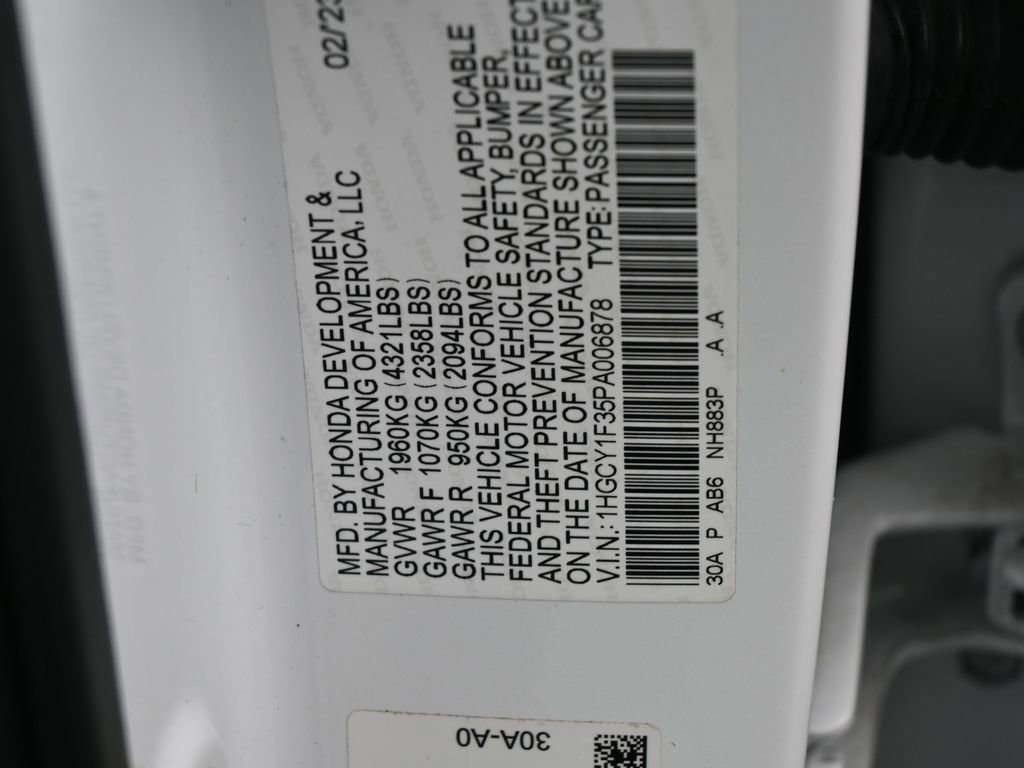 MFD. BY HONDA DEVELOPMENT & 02/23
MANUFACTURING OF AMERICA, LLC
GVWR 1960KG (4321LBS)
GAWR F 1070KG (2358LBS)
GAWR R 950KG (2094LBS)
THIS VEHICLE CONFORMS TO ALL APPLICABLE
FEDERAL MOTOR VEHICLE SAFETY, BUMPER,
AND THEFT PREVENTION STANDARDS IN EFFECT
ON THE DATE OF MANUFACTURE SHOWN ABOVE
V.I.N.: 1HGCY1F35PA006878 TYPE: PASSENGER CAR
30A P AB6 NH883P .A .A
30A-A0